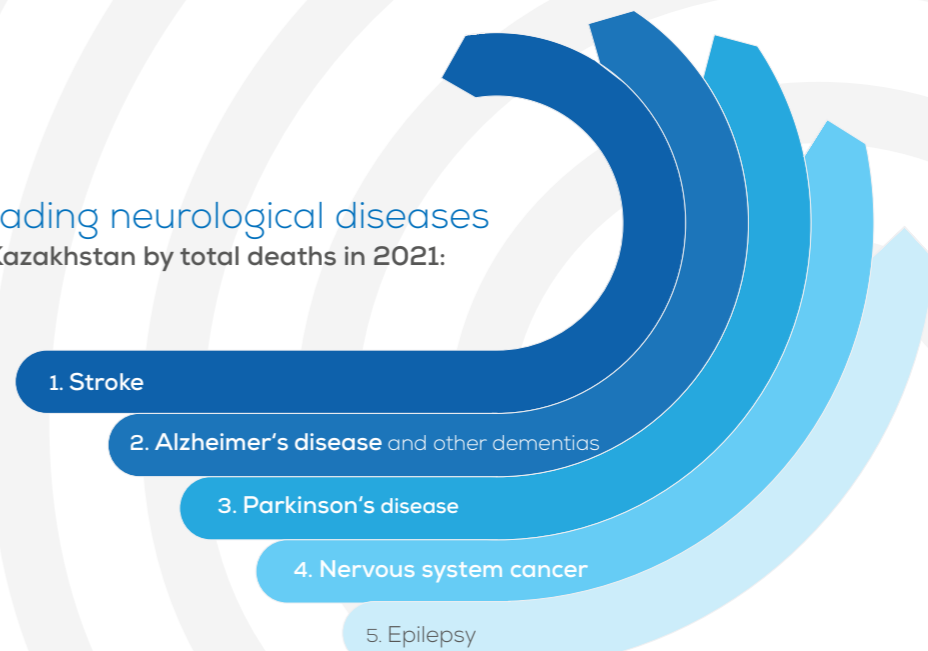 ading neurological diseases
Kazakhstan by total deaths in 2021:
1. Stroke
2. Alzheimer's disease and other dementias
3. Parkinson's disease
4. Nervous system cancer
5. Epilepsy